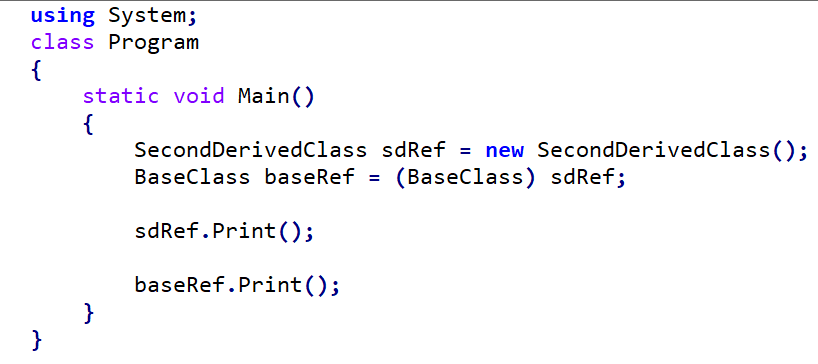 using System;
class Program
{
    static void Main()
    {
        SecondDerivedClass sdRef = new SecondDerivedClass();
        BaseClass baseRef = (BaseClass) sdRef;

        sdRef.Print();

        baseRef.Print();
    }
}